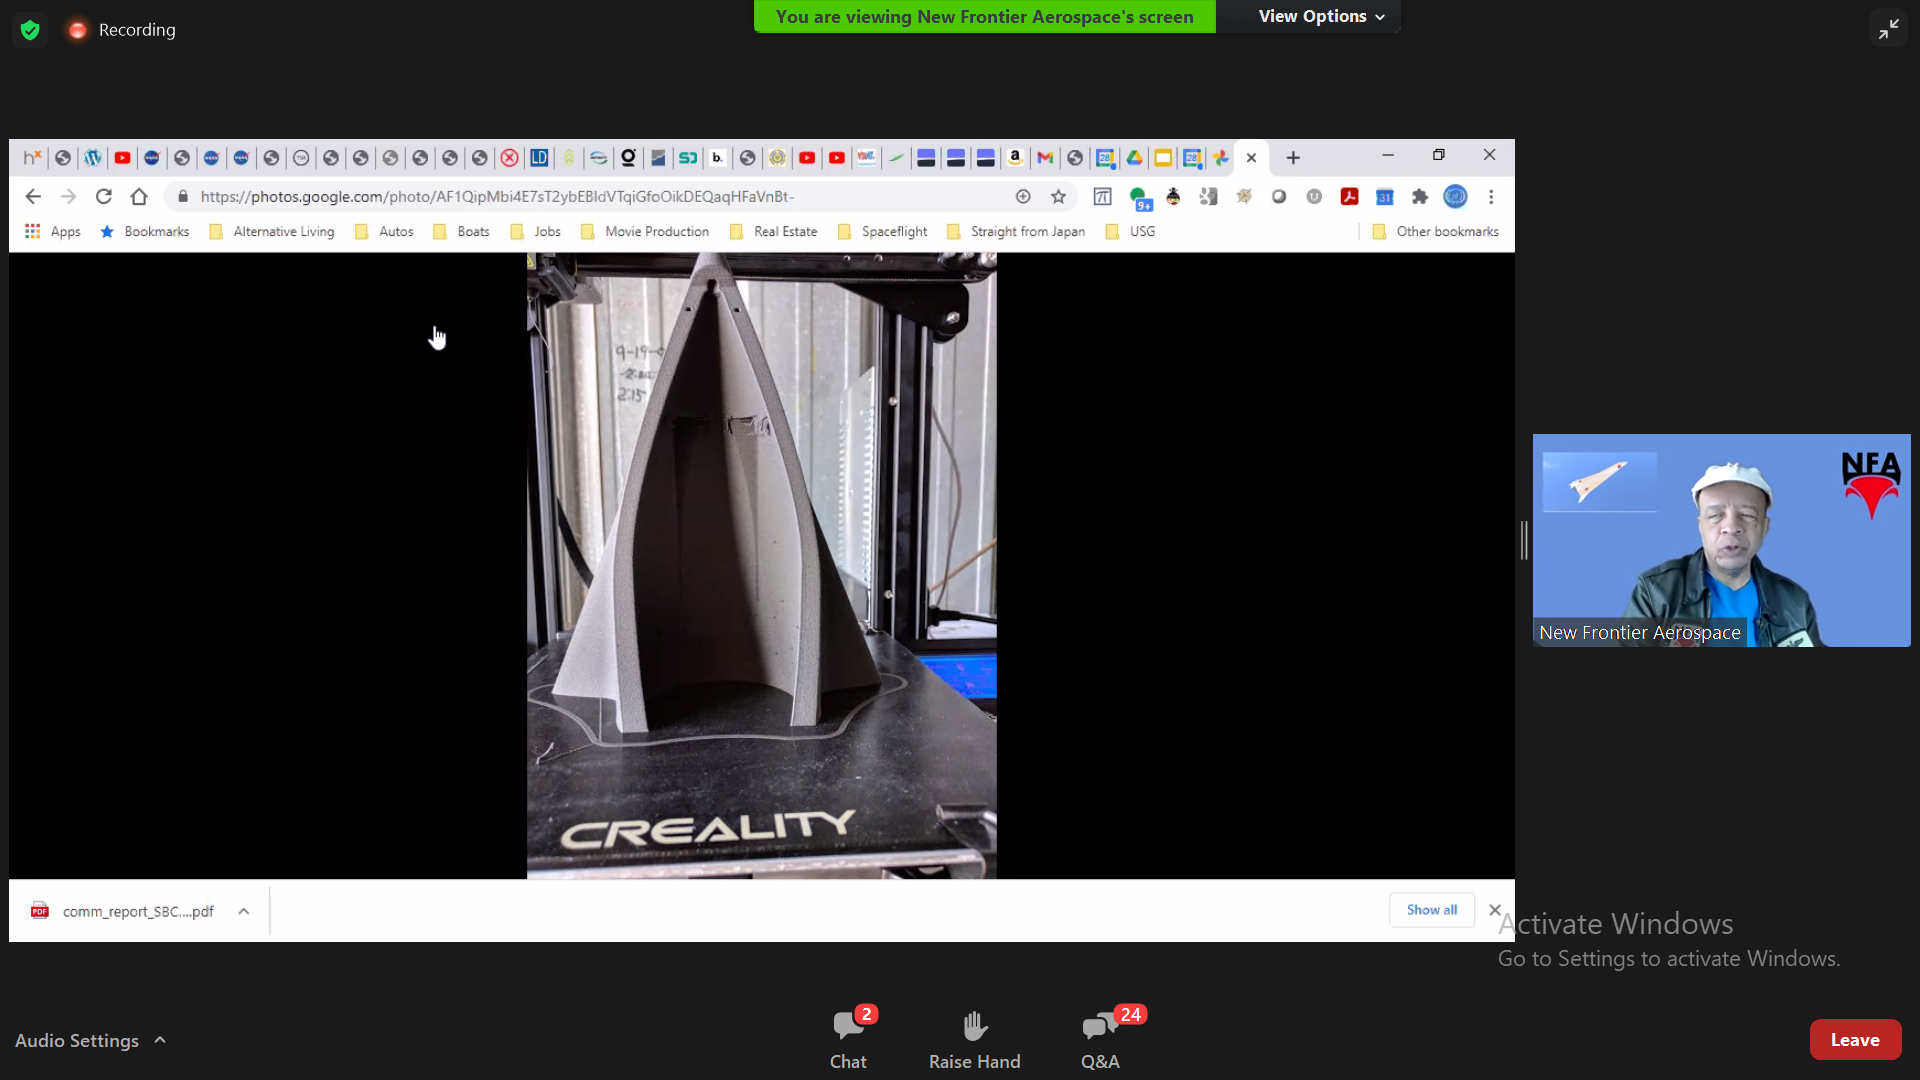 Recording
You are viewing New Frontier Aerospace's screen
View Options
https://photos.google.com/photo/AF1QipMbi4E7sT2ybEBIdVTqiGfoOikDEQaqHFaVnBt-
Apps
Bookmarks
Alternative Living
Autos
Boats
Jobs
Movie Production
Real Estate
Spaceflight
Straight from Japan
USG
Other bookmarks
2:15
CREALITY
NFA
New Frontier Aerospace
PDF
comm_report_SBC....pdf
Show all
Activate Windows
Go to Settings to activate Windows.
Audio Settings
2
Chat
Raise Hand
24
Q&A
Leave